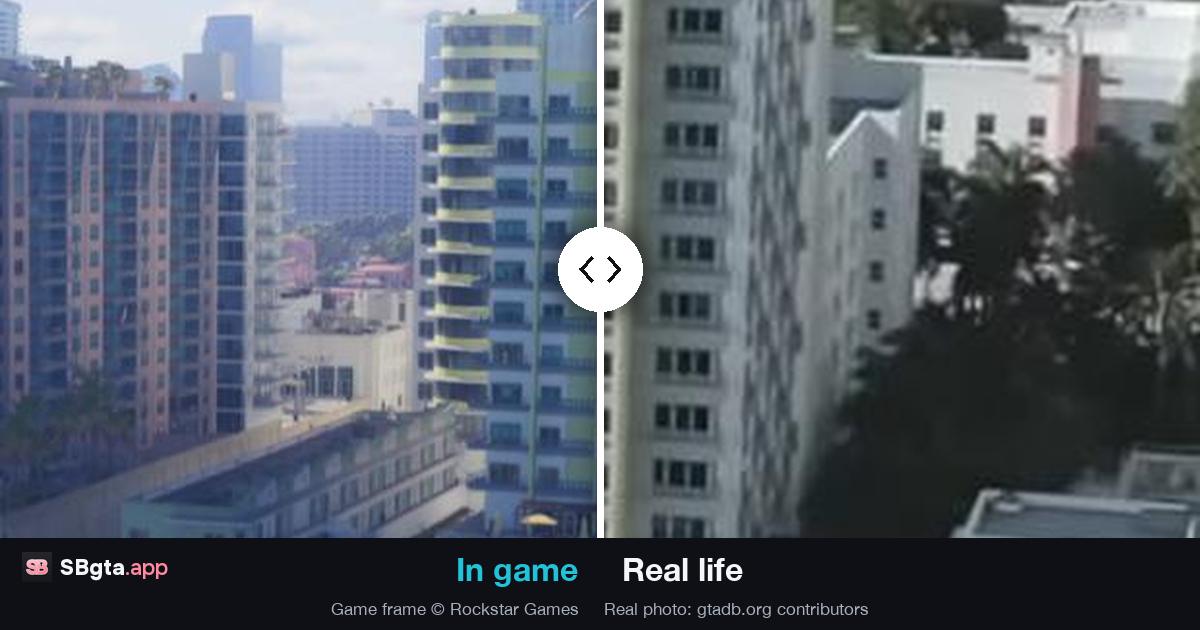 SB SBgta.app
In game
Real life
Game frame © Rockstar Games
Real photo: gtadb.org contributors